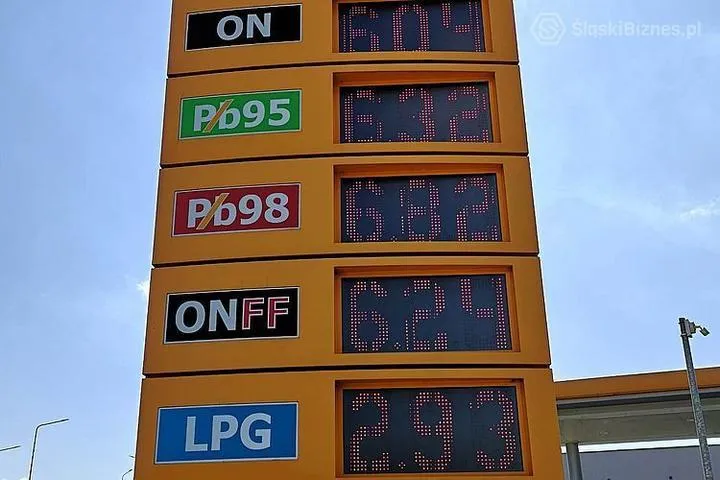 ŚląskiBiznes.pl
ON 6.04
Pb95 6.32
Pb98 6.82
ONFF 6.24
LPG 2.93